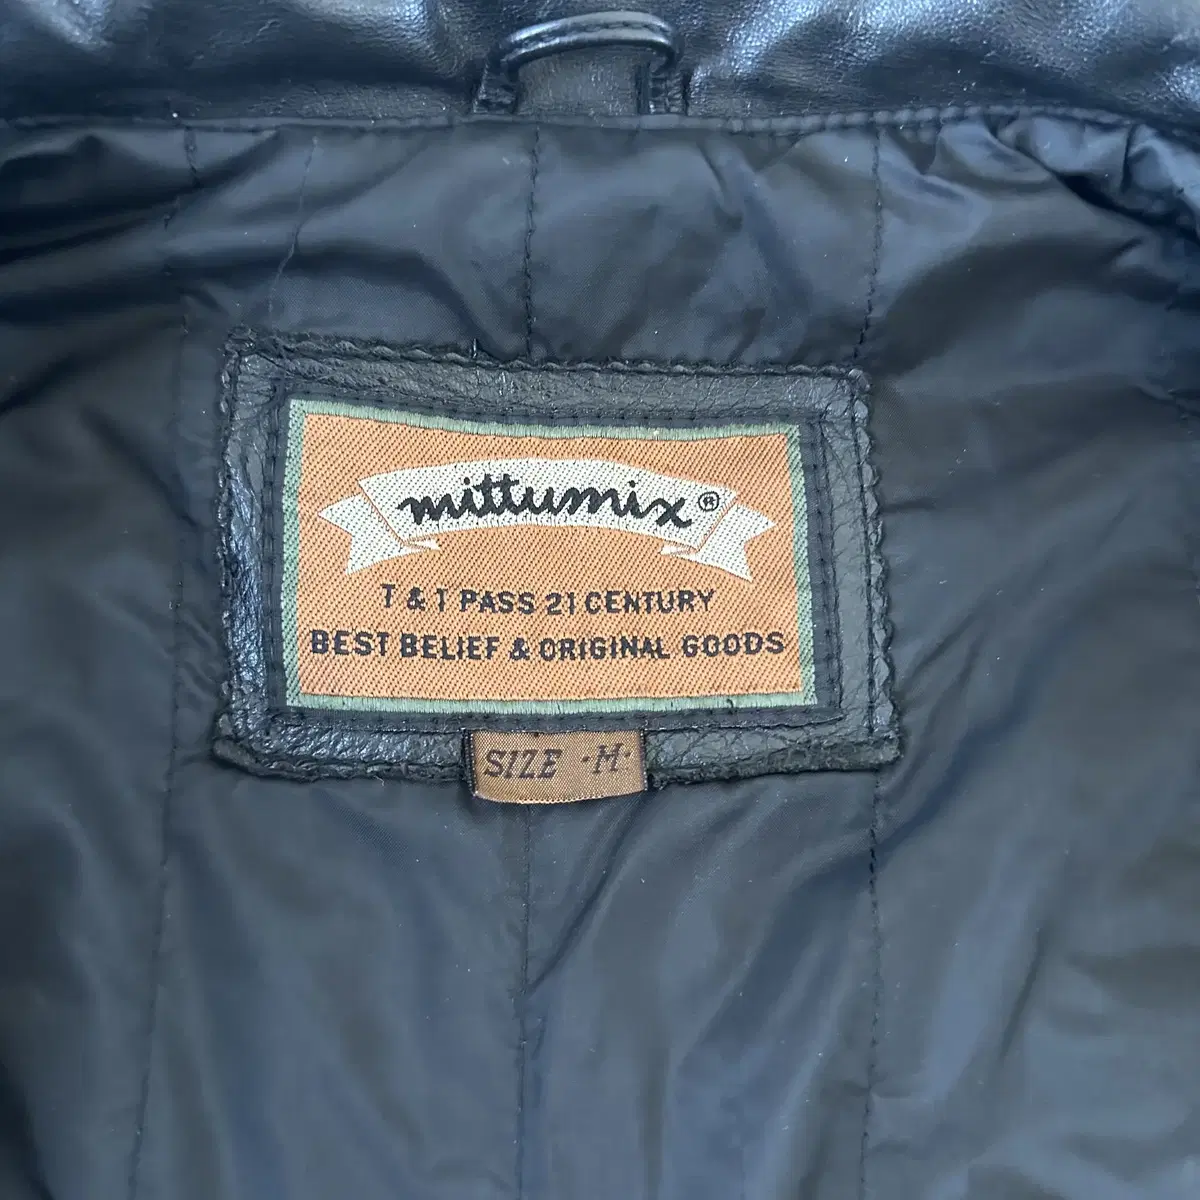 mittumix®
T & T PASS 21 CENTURY
BEST BELIEF & ORIGINAL GOODS
SIZE ·M·